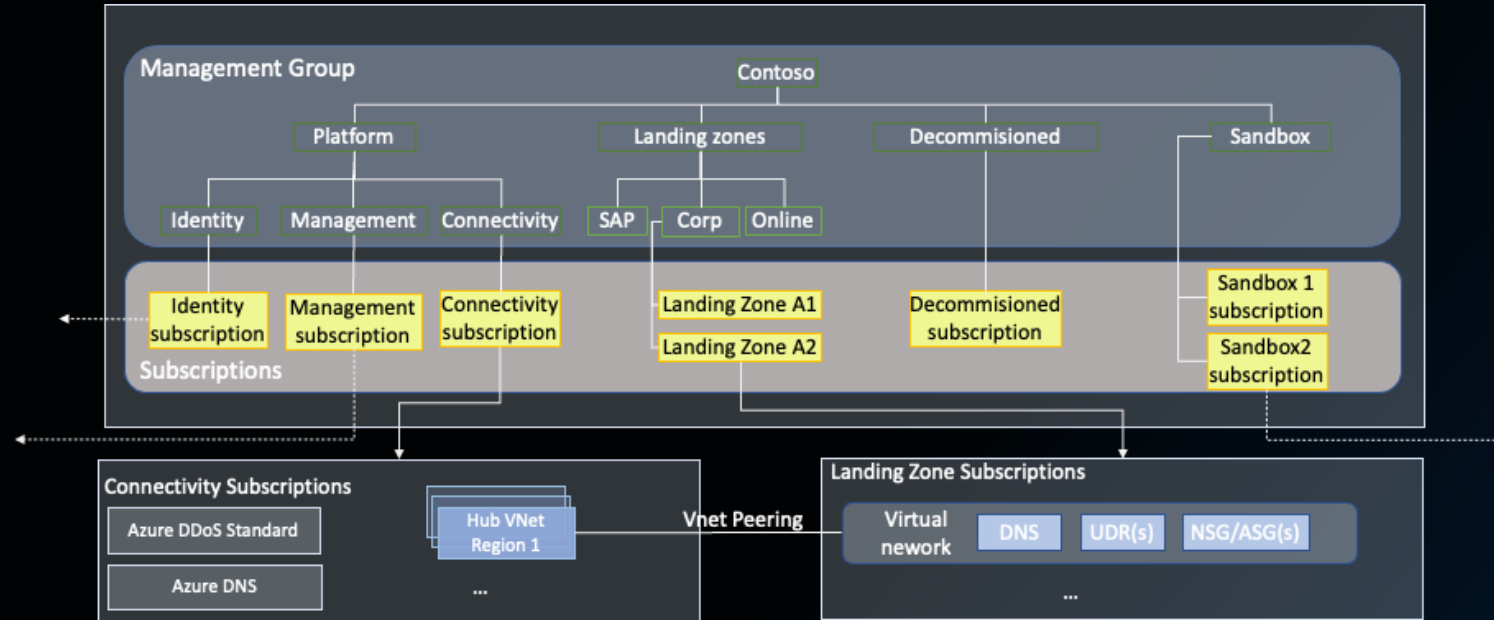 Management Group
Contoso
Platform
Landing zones
Decommisioned
Sandbox
Identity
Management
Connectivity
SAP
Corp
Online
Identity
subscription
Management
subscription
Connectivity
subscription
Landing Zone A1
Landing Zone A2
Decommisioned
subscription
Sandbox 1
subscription
Sandbox2
subscription
Subscriptions
Connectivity Subscriptions
Azure DDoS Standard
Azure DNS
Hub VNet
Region 1
...
Vnet Peering
Landing Zone Subscriptions
Virtual
nework
DNS
UDR(s)
NSG/ASG(s)
...